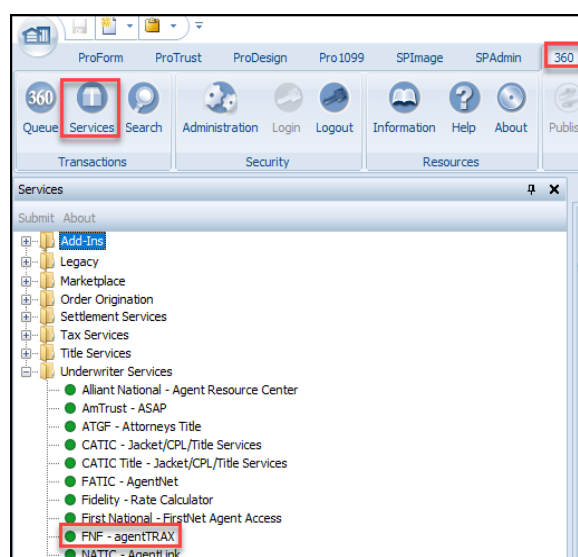 ProForm ProTrust ProDesign Pro1099 SPImage SPAdmin 360
360
Queue Services Search Administration Login Logout Information Help About
Transactions Security Resources
Services
Submit About
Add-Ins
Legacy
Marketplace
Order Origination
Settlement Services
Tax Services
Title Services
Underwriter Services
Alliant National - Agent Resource Center
AmTrust - ASAP
ATGF - Attorneys Title
CATIC - Jacket/CPL/Title Services
CATIC Title - Jacket/CPL/Title Services
FATIC - AgentNet
Fidelity - Rate Calculator
First National - FirstNet Agent Access
FNF - agentTRAX
NATIC - AgentLink